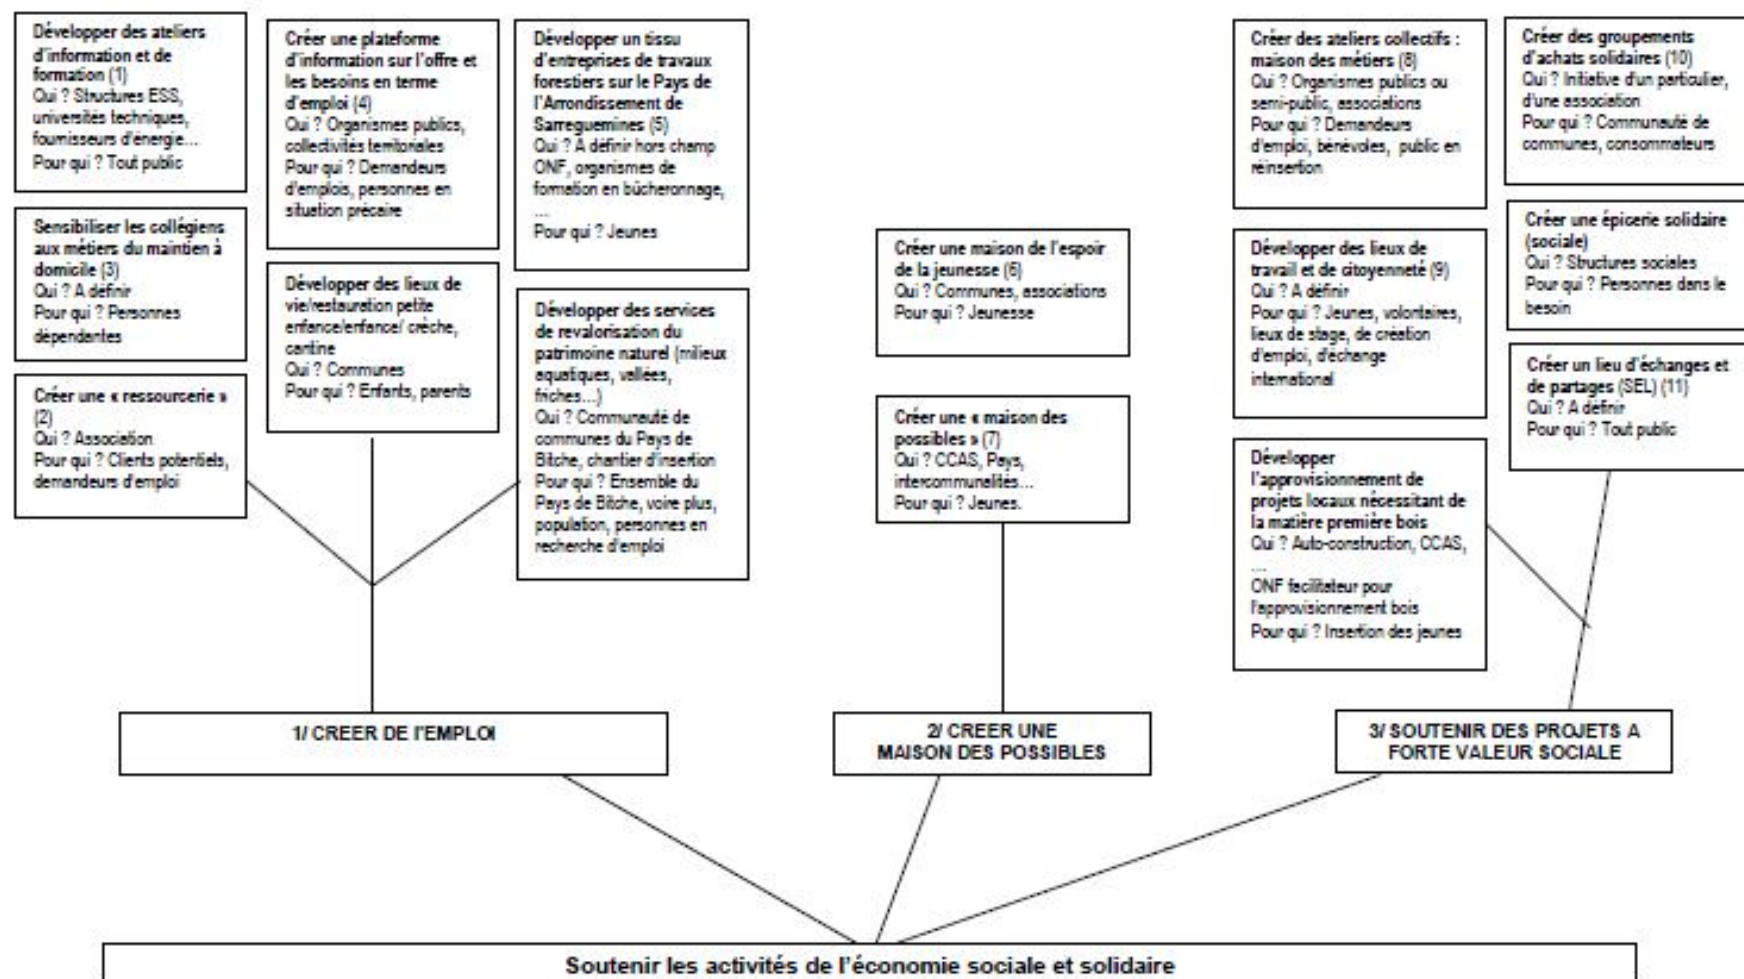 Développer des ateliers
d'information et de
formation (1)
Qui ? Structures ESS,
universités techniques,
fournisseurs d'énergie...
Pour qui ? Tout public
Sensibiliser les collégiens
aux métiers du maintien à
domicile (3)
Qui ? A définir
Pour qui ? Personnes
dépendantes
Créer une « ressourcerie »
(2)
Qui ? Association
Pour qui ? Clients potentiels,
demandeurs d'emploi
Créer une plateforme
d'information sur l'offre et
les besoins en terme
d'emploi (4)
Qui ? Organismes publics,
collectivités territoriales
Pour qui ? Demandeurs
d'emplois, personnes en
situation précaire
Développer des lieux de
vie/restauration petite
enfance/enfance/ crèche,
cantine
Qui ? Communes
Pour qui ? Enfants, parents
Développer un tissu
d'entreprises de travaux
forestiers sur le Pays de
l'Arrondissement de
Sarreguemines (5)
Qui ? A définir hors champ
ONF, organismes de
formation en bûcheronnage,
...
Pour qui ? Jeunes
Développer des services
de revalorisation du
patrimoine naturel (milieux
aquatiques, vallées,
friches...)
Qui ? Communauté de
communes du Pays de
Bitche, chantier d'insertion
Pour qui ? Ensemble du
Pays de Bitche, voire plus,
population, personnes en
recherche d'emploi
Créer une maison de l'espoir
de la jeunesse (6)
Qui ? Communes, associations
Pour qui ? Jeunesse
Créer une « maison des
possibles » (7)
Qui ? CCAS, Pays,
intercommunalités...
Pour qui ? Jeunes.
Créer des ateliers collectifs :
maison des métiers (8)
Qui ? Organismes publics ou
semi-public, associations
Pour qui ? Demandeurs
d'emploi, bénévoles, public en
réinsertion
Développer des lieux de
travail et de citoyenneté (9)
Qui ? A définir
Pour qui ? Jeunes, volontaires,
lieux de stage, de création
d'emploi, d'échange
international
Développer
l'approvisionnement de
projets locaux nécessitant de
la matière première bois
Qui ? Auto-construction, CCAS,
...
ONF facilitateur pour
l'approvisionnement bois
Pour qui ? Insertion des jeunes
Créer des groupements
d'achats solidaires (10)
Qui ? Initiative d'un particulier,
d'une association
Pour qui ? Communauté de
communes, consommateurs
Créer une épicerie solidaire
(sociale)
Qui ? Structures sociales
Pour qui ? Personnes dans le
besoin
Créer un lieu d'échanges et
de partages (SEL) (11)
Qui ? A définir
Pour qui ? Tout public
1/ CREER DE l'EMPLOI
2/ CREER UNE
MAISON DES POSSIBLES
3/ SOUTENIR DES PROJETS A
FORTE VALEUR SOCIALE
Soutenir les activités de l'économie sociale et solidaire